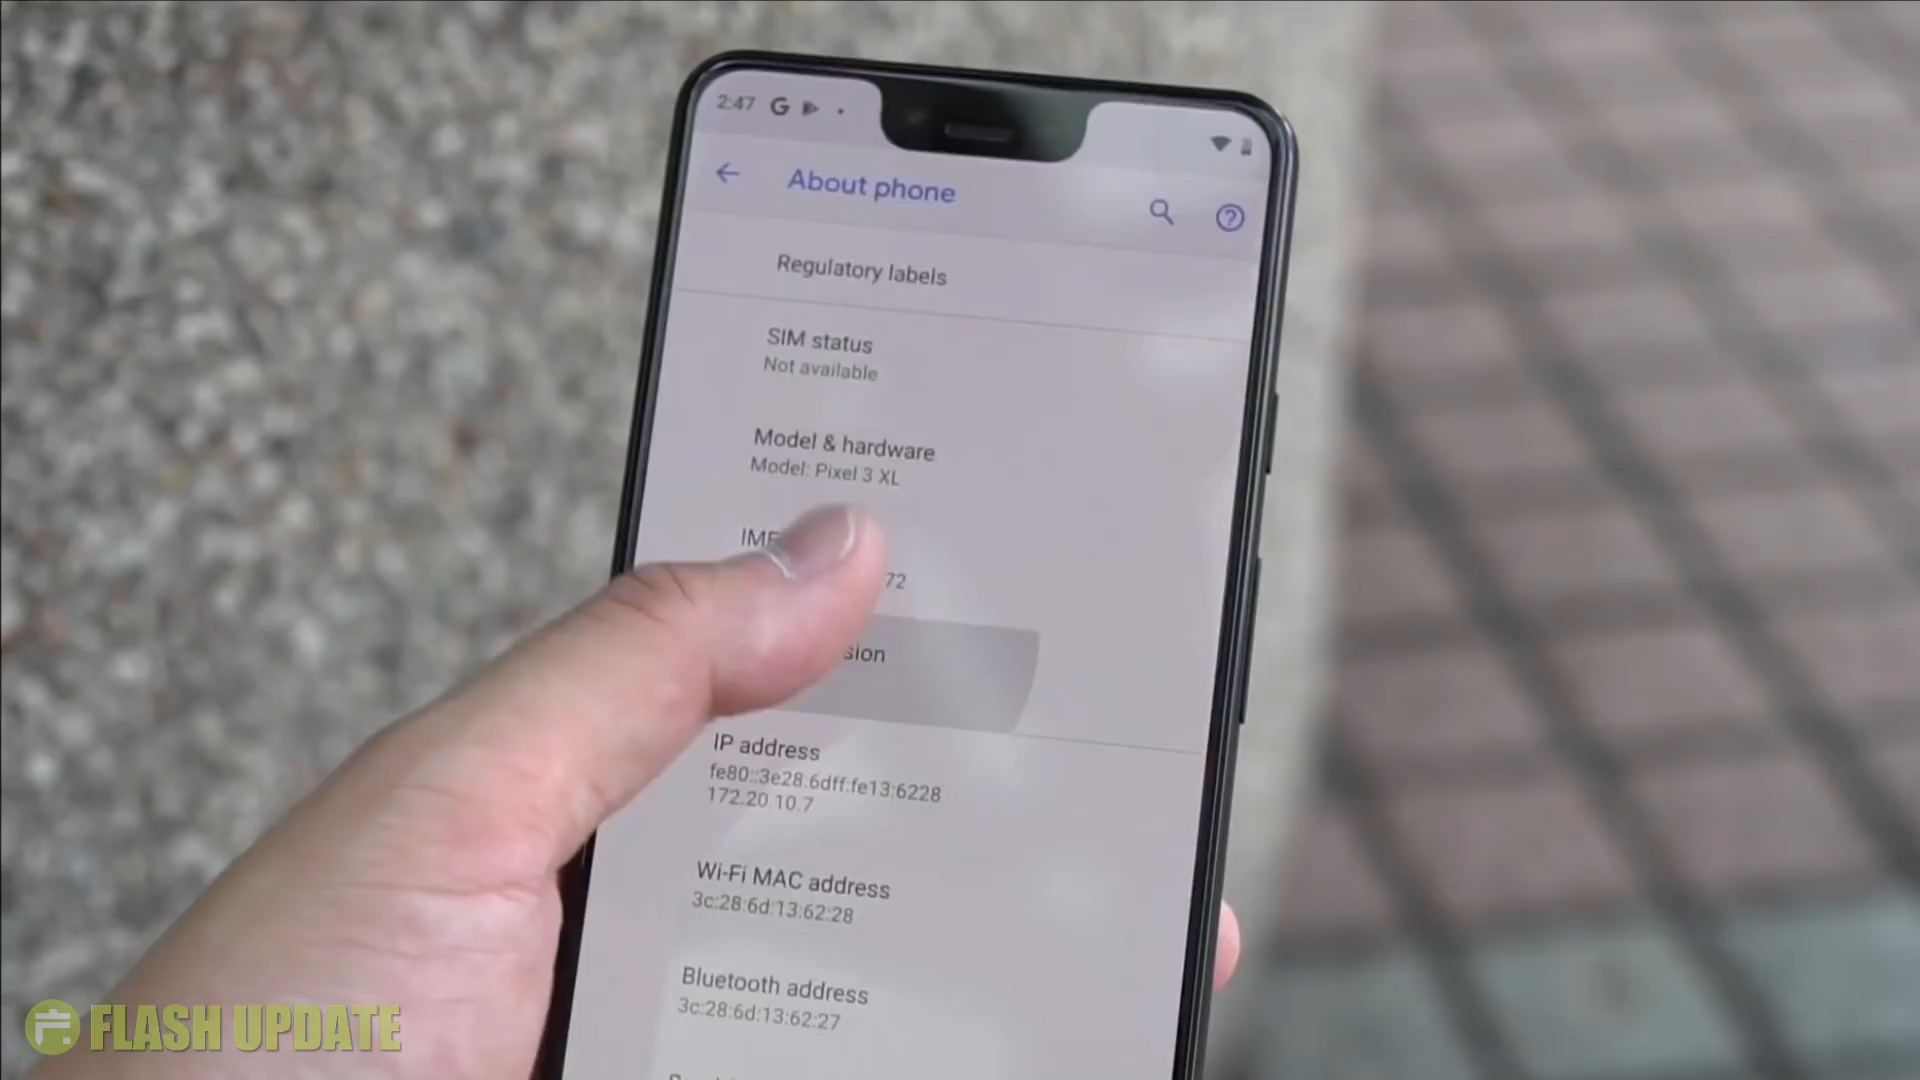 2:47
About phone
Regulatory labels
SIM status
Not available
Model & hardware
Model: Pixel 3 XL
72
sion
IP address
fe80::3e28:6dff:fe13:6228
172.20.10.7
Wi-Fi MAC address
3c:28:6d:13:62:28
Bluetooth address
3c:28:6d:13:62:27
FLASH UPDATE